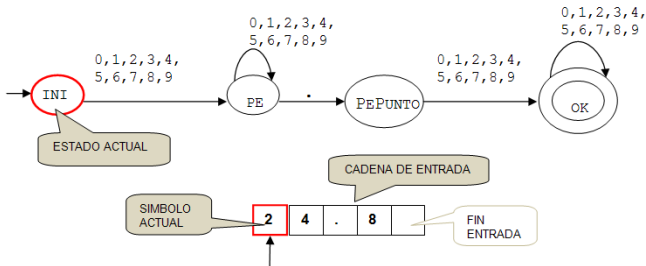 0,1,2,3,4,
5,6,7,8,9
0,1,2,3,4,
5,6,7,8,9
0,1,2,3,4,
5,6,7,8,9
0,1,2,3,4,
5,6,7,8,9
INI
PE
.
PEPUNTO
OK
ESTADO ACTUAL
CADENA DE ENTRADA
SIMBOLO
ACTUAL
2 4 . 8
FIN
ENTRADA